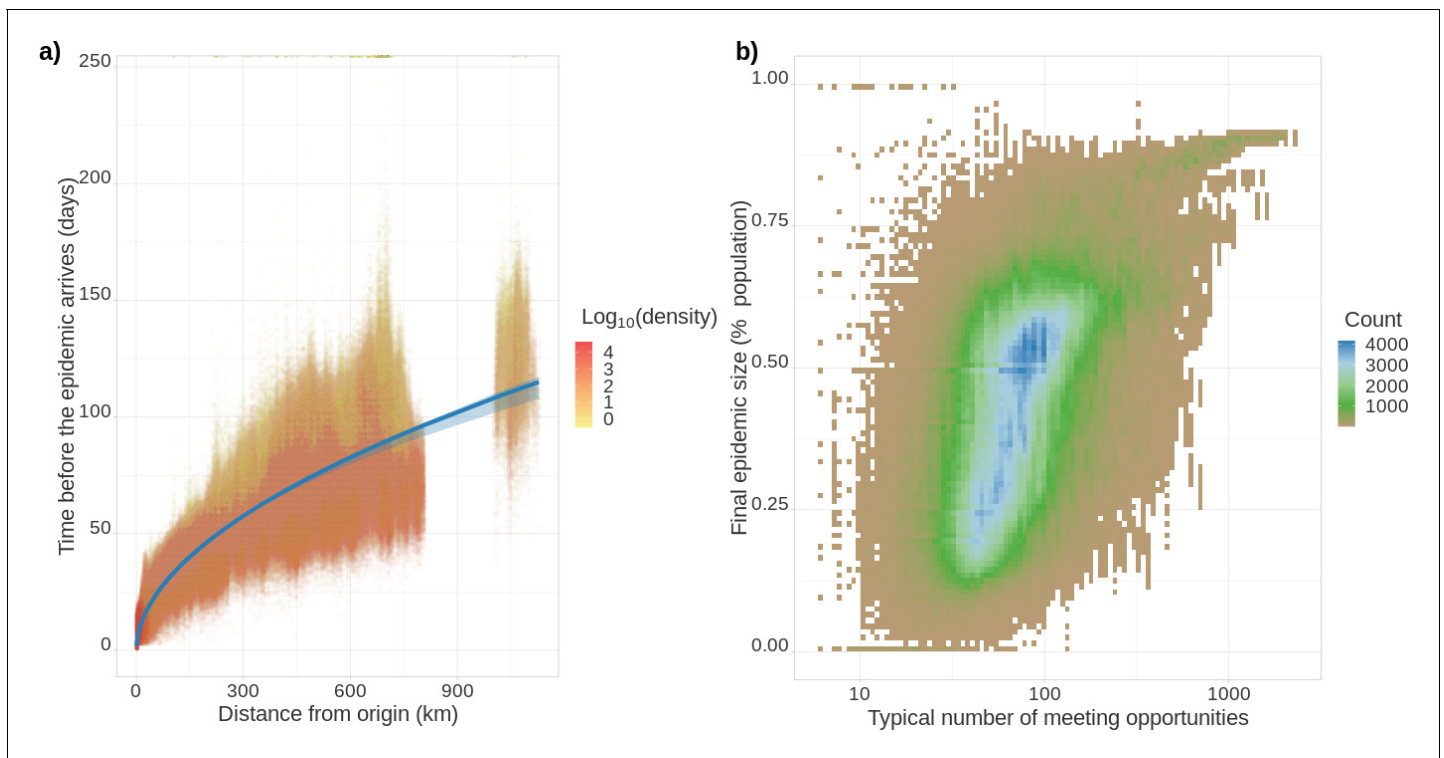 a)
250
200
150
100
50
0
Time before the epidemic arrives (days)
0 300 600 900
Distance from origin (km)
Log10(density)
4
3
2
1
0
b)
1.00
0.75
0.50
0.25
0.00
Final epidemic size (% population)
10 100 1000
Typical number of meeting opportunities
Count
4000
3000
2000
1000